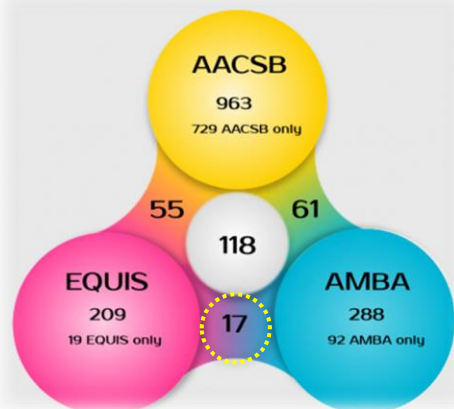 AACSB
963
729 AACSB only
55
61
118
EQUIS
209
19 EQUIS only
17
AMBA
288
92 AMBA only